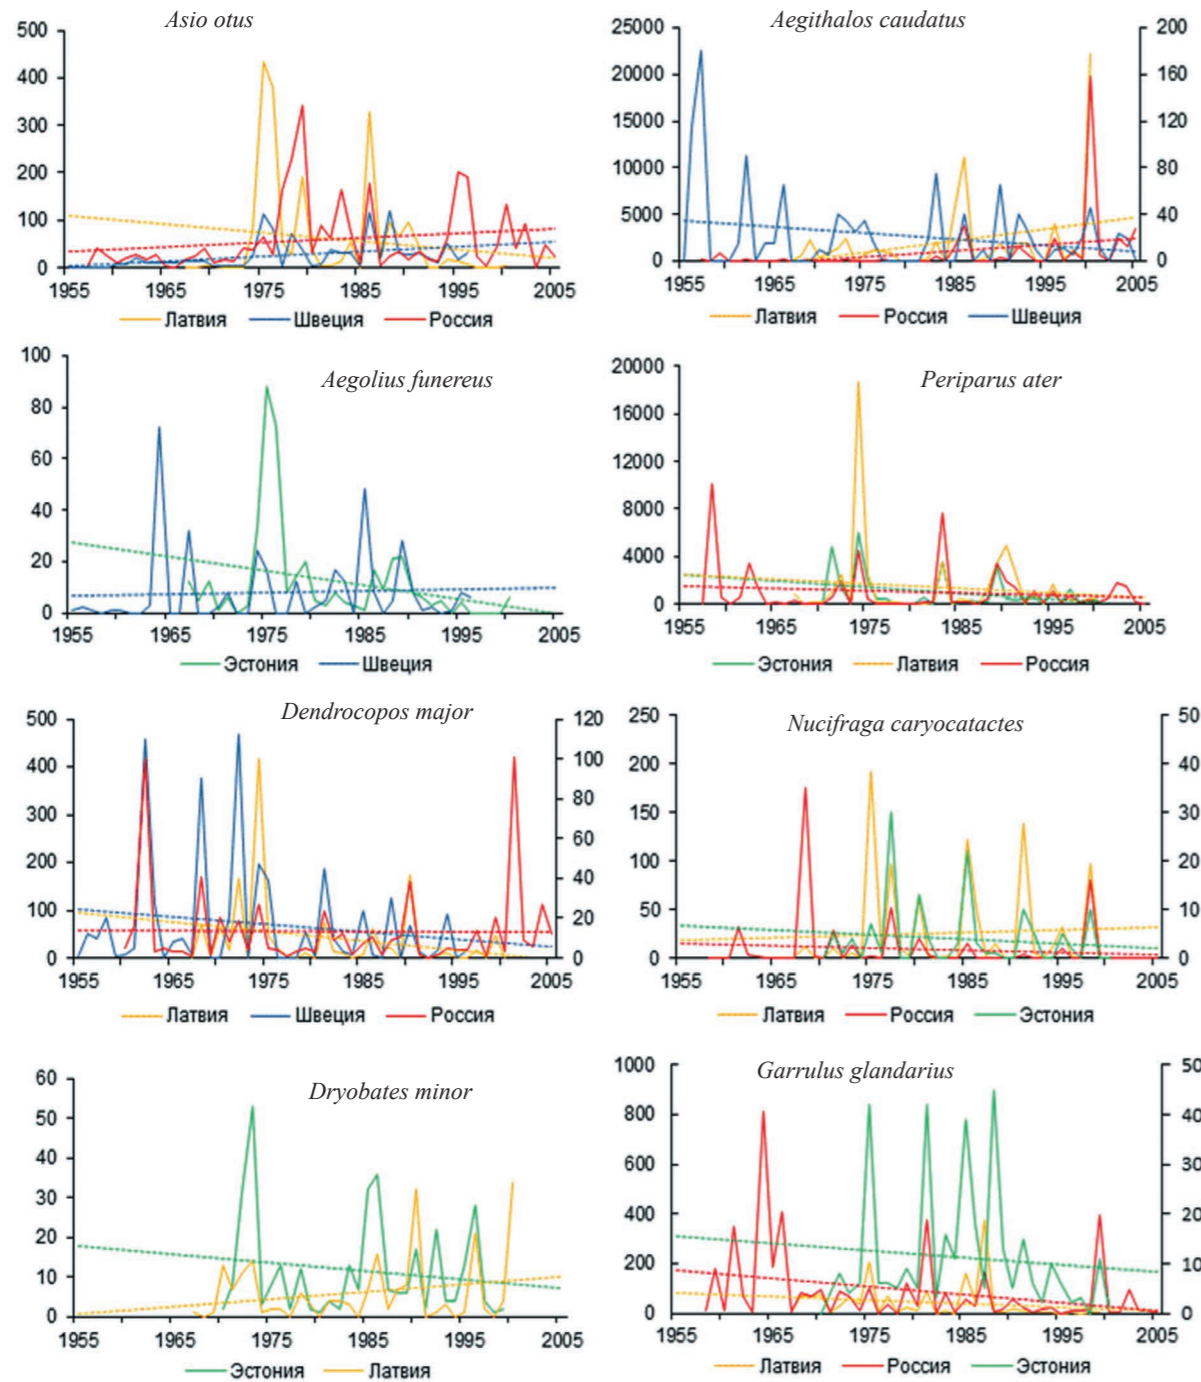 Asio otus
500
400
300
200
100
0
1955 1965 1975 1985 1995 2005
Латвия Швеция Россия
Aegithalos caudatus
25000 200
20000 160
15000 120
10000 80
5000 40
0 0
1955 1965 1975 1985 1995 2005
Латвия Россия Швеция
Aegolius funereus
100
80
60
40
20
0
1955 1965 1975 1985 1995 2005
Эстония Швеция
Periparus ater
20000
16000
12000
8000
4000
0
1955 1965 1975 1985 1995 2005
Эстония Латвия Россия
Dendrocopos major
500 120
400 100
300 80
200 60
100 40
0 20
0
1955 1965 1975 1985 1995 2005
Латвия Швеция Россия
Nucifraga caryocatactes
250 50
200 40
150 30
100 20
50 10
0 0
1955 1965 1975 1985 1995 2005
Латвия Россия Эстония
Dryobates minor
60
50
40
30
20
10
0
1955 1965 1975 1985 1995 2005
Эстония Латвия
Garrulus glandarius
1000 50
800 40
600 30
400 20
200 10
0 0
1955 1965 1975 1985 1995 2005
Латвия Россия Эстония